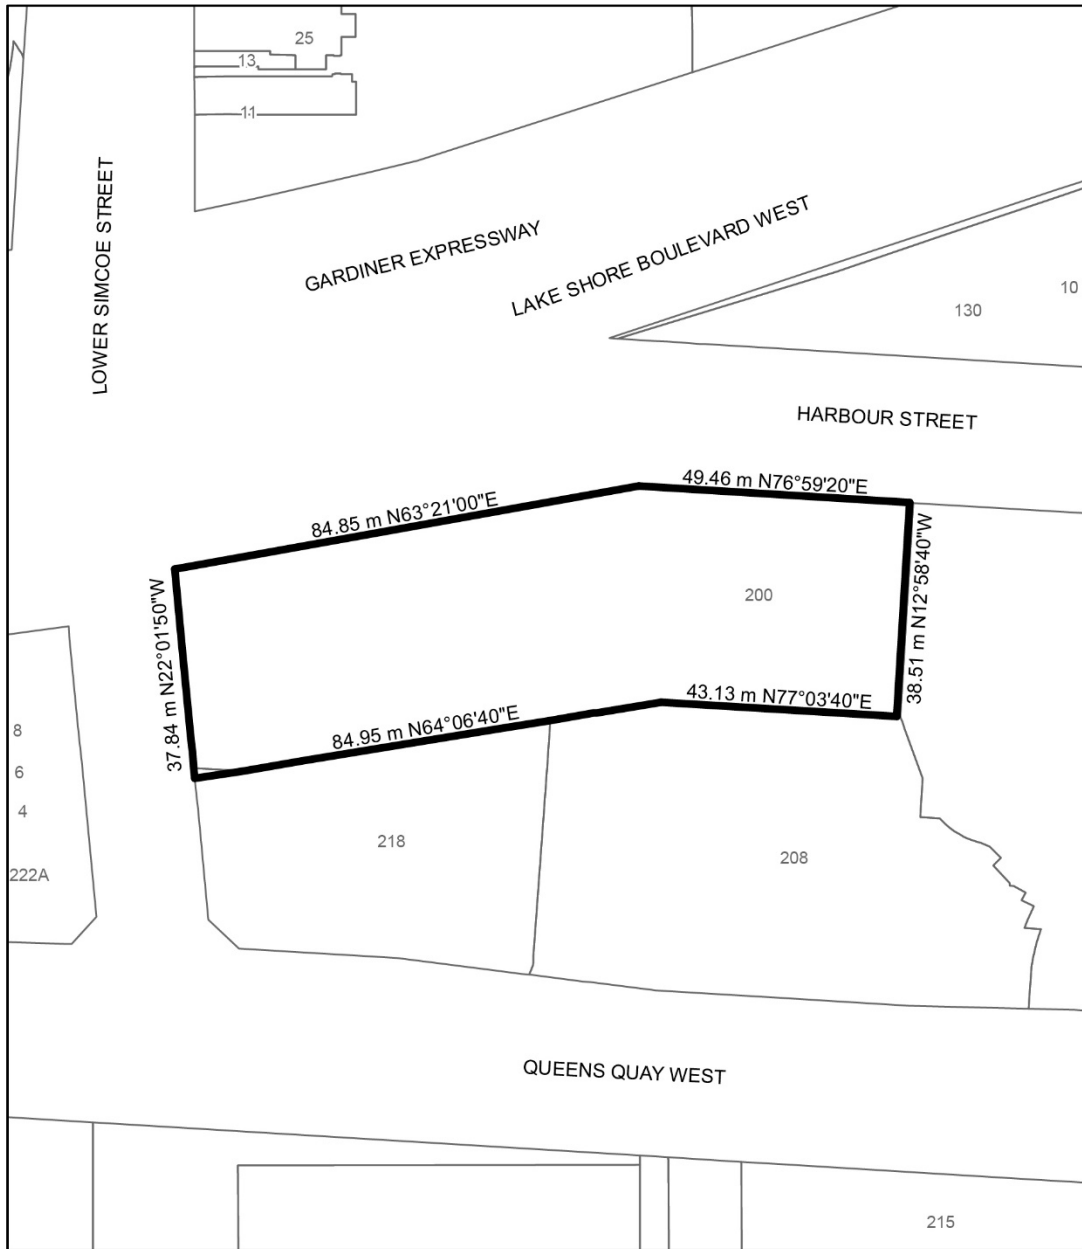 25
13
11
LOWER SIMCOE STREET
GARDINER EXPRESSWAY
LAKE SHORE BOULEVARD WEST
10
130
HARBOUR STREET
49.46 m N76°59'20"E
84.85 m N63°21'00"E
38.51 m N12°58'40"W
200
37.84 m N22°01'50"W
43.13 m N77°03'40"E
84.95 m N64°06'40"E
8
6
4
222A
218
208
QUEENS QUAY WEST
215